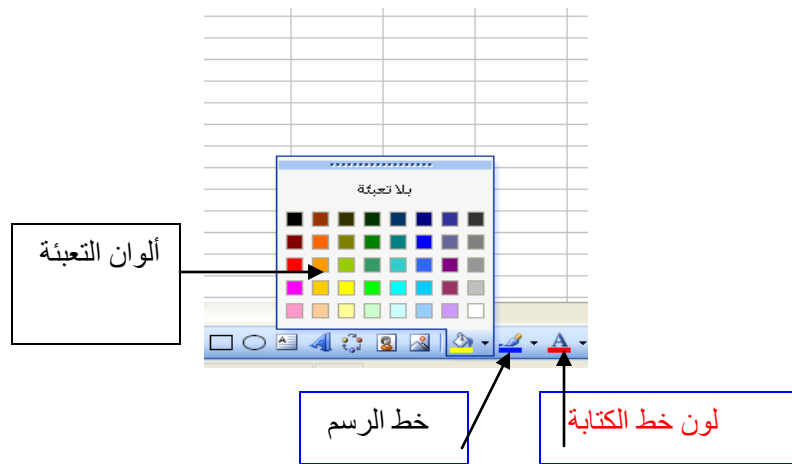 بلا تعبئة
ألوان التعبئة
لون خط الكتابة
خط الرسم